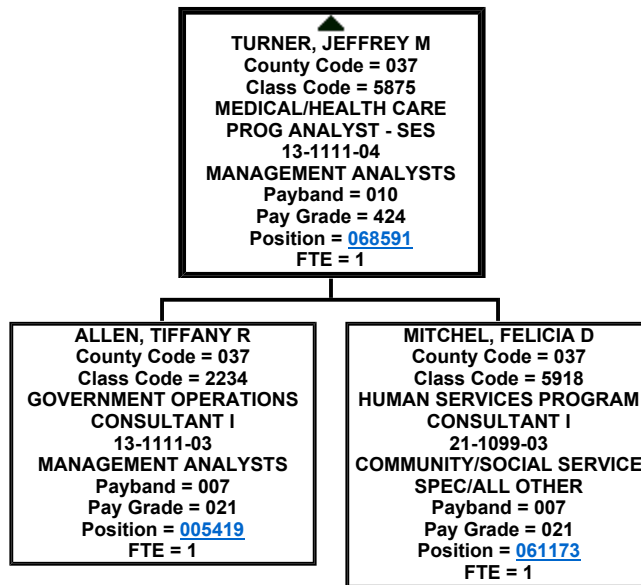 TURNER, JEFFREY M
County Code = 037
Class Code = 5875
MEDICAL/HEALTH CARE
PROG ANALYST - SES
13-1111-04
MANAGEMENT ANALYSTS
Payband = 010
Pay Grade = 424
Position = 068591
FTE = 1
ALLEN, TIFFANY R
County Code = 037
Class Code = 2234
GOVERNMENT OPERATIONS
CONSULTANT I
13-1111-03
MANAGEMENT ANALYSTS
Payband = 007
Pay Grade = 021
Position = 005419
FTE = 1
MITCHEL, FELICIA D
County Code = 037
Class Code = 5918
HUMAN SERVICES PROGRAM
CONSULTANT I
21-1099-03
COMMUNITY/SOCIAL SERVICE
SPEC/ALL OTHER
Payband = 007
Pay Grade = 021
Position = 061173
FTE = 1